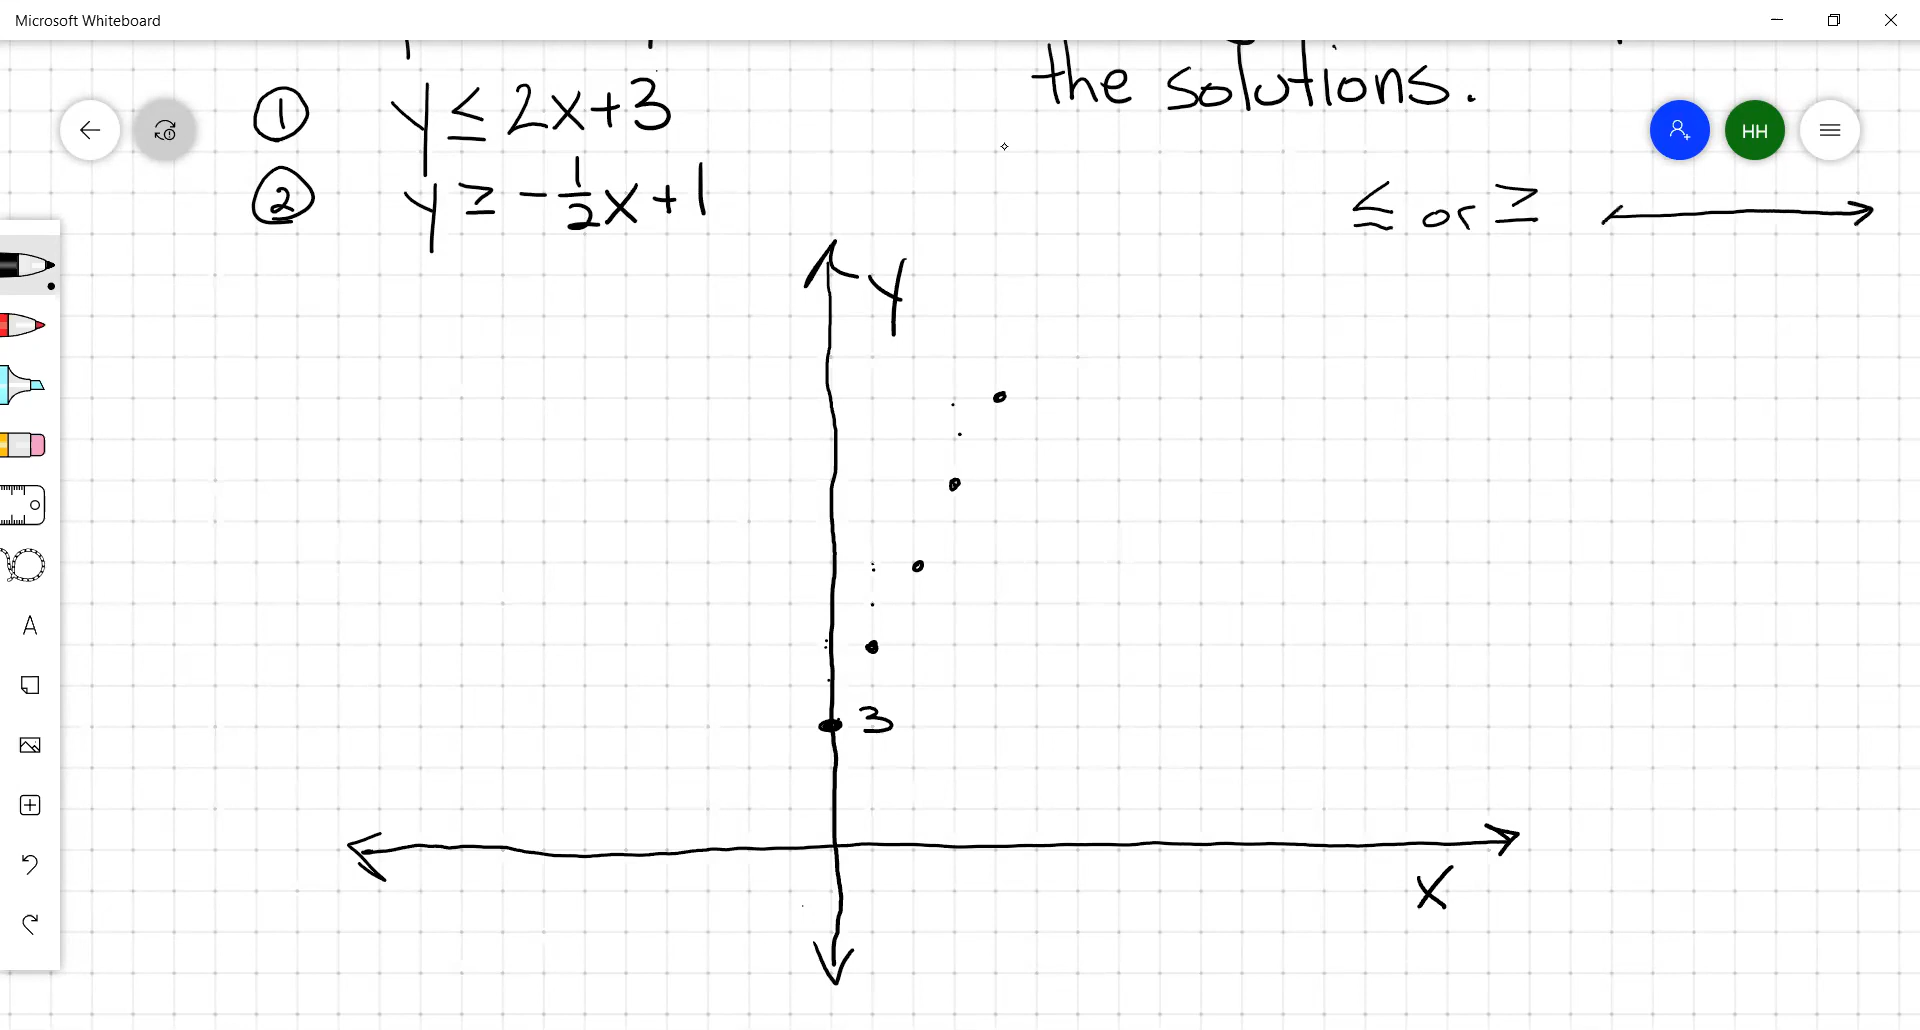 Microsoft Whiteboard
the solutions.
① y ≤ 2x+3
HH
② y ≥ -1/2x+1
≤ or ≥
y
A
3
x